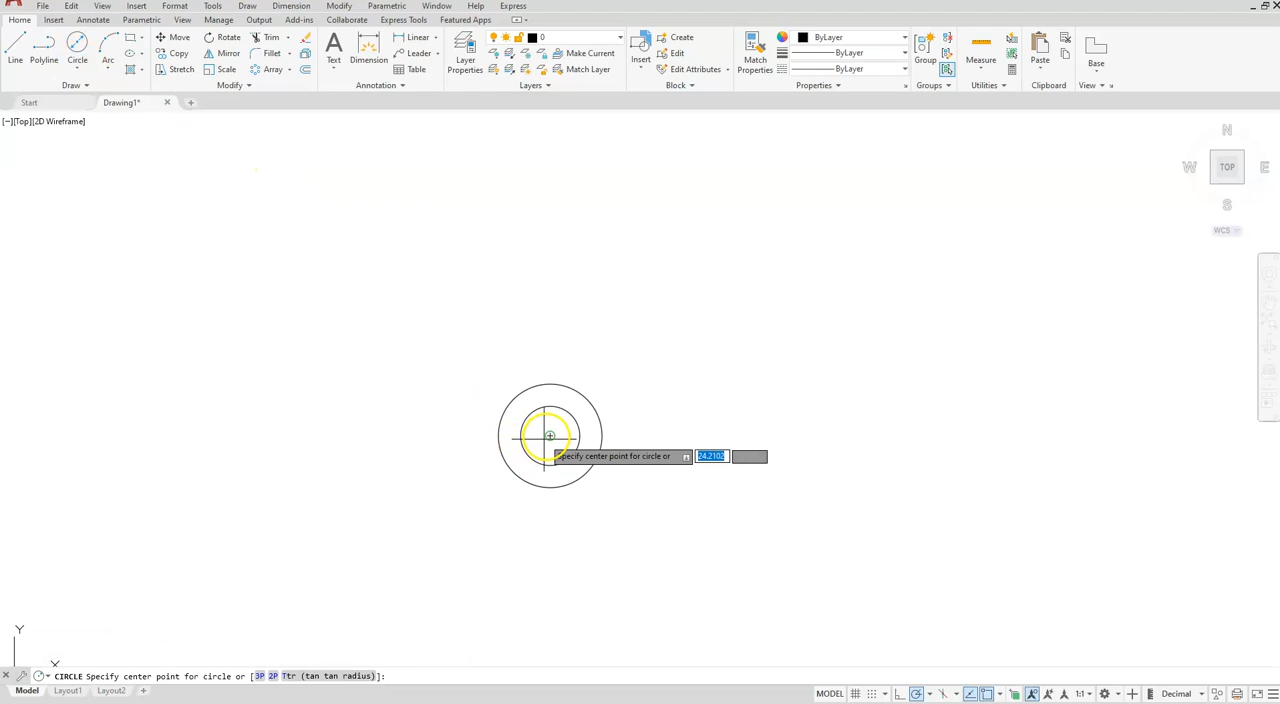 File Edit View Insert Format Tools Draw Dimension Modify Parametric Window Help Express
Home Insert Annotate Parametric View Manage Output Add-ins Collaborate Express Tools Featured Apps
Line Polyline Circle Arc
Move Rotate Trim
Copy Mirror Fillet
Stretch Scale Array
Text Dimension
Linear
Leader
Table
Layer Properties
0
Make Current
Match Layer
Insert
Create
Edit
Edit Attributes
Match Properties
ByLayer
ByLayer
ByLayer
Group
Measure
Paste
Base
Draw Modify Annotation Layers Block Properties Groups Utilities Clipboard View
Start Drawing1*
[−][Top][2D Wireframe]
N
W TOP E
S
WCS
Specify center point for circle or 24.2102
Y
X
CIRCLE Specify center point for circle or [3P 2P Ttr (tan tan radius)]:
Model Layout1 Layout2
MODEL 1:1 Decimal